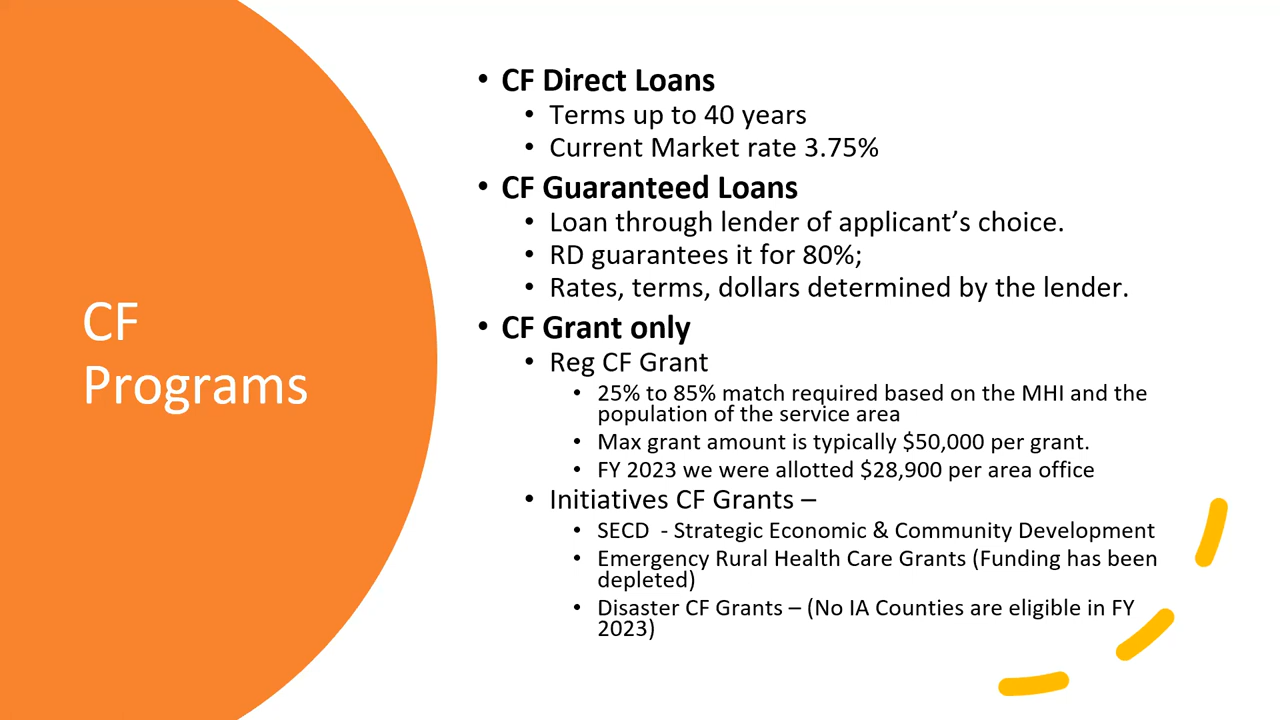 CF
Programs
• CF Direct Loans
• Terms up to 40 years
• Current Market rate 3.75%
• CF Guaranteed Loans
• Loan through lender of applicant’s choice.
• RD guarantees it for 80%;
• Rates, terms, dollars determined by the lender.
• CF Grant only
• Reg CF Grant
• 25% to 85% match required based on the MHI and the
population of the service area
• Max grant amount is typically $50,000 per grant.
• FY 2023 we were allotted $28,900 per area office
• Initiatives CF Grants –
• SECD - Strategic Economic & Community Development
• Emergency Rural Health Care Grants (Funding has been
depleted)
• Disaster CF Grants – (No IA Counties are eligible in FY
2023)